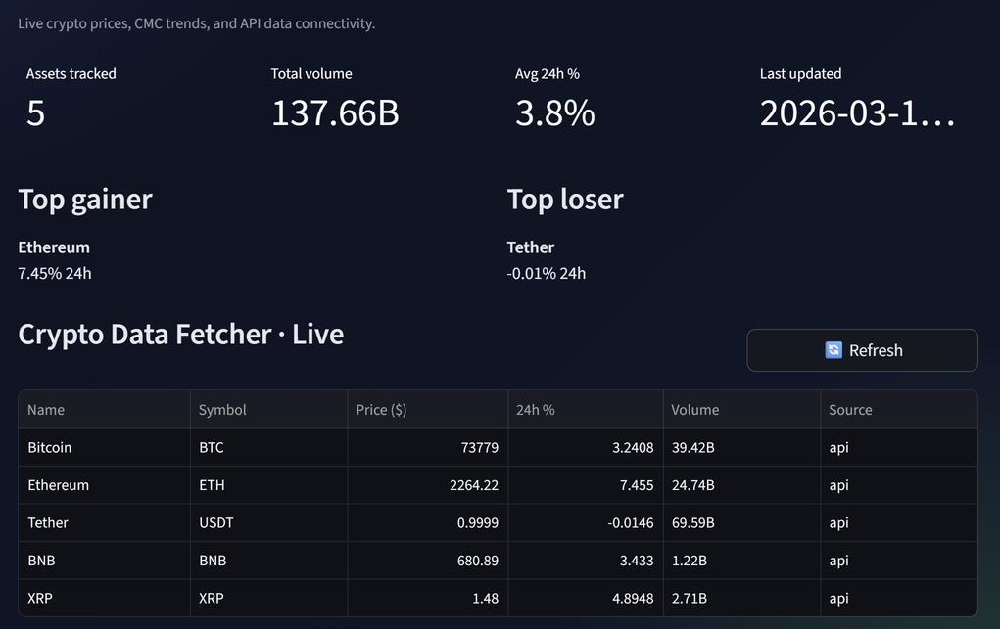 Live crypto prices, CMC trends, and API data connectivity.
Assets tracked Total volume Avg 24h % Last updated
5 137.66B 3.8% 2026-03-1...
Top gainer Top loser
Ethereum Tether
7.45% 24h -0.01% 24h
Crypto Data Fetcher · Live
Refresh
Name Symbol Price ($) 24h % Volume Source
Bitcoin BTC 73779 3.2408 39.42B api
Ethereum ETH 2264.22 7.455 24.74B api
Tether USDT 0.9999 -0.0146 69.59B api
BNB BNB 680.89 3.433 1.22B api
XRP XRP 1.48 4.8948 2.71B api